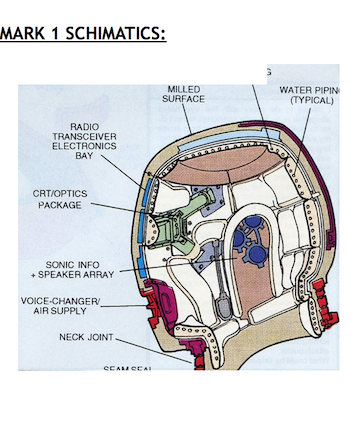 MARK 1 SCHIMATICS:
MILLED
SURFACE
WATER
(TYPICAL)
RADIO
TRANSCEIVER
ELECTRONICS
BAY
CRT/OPTICS
PACKAGE
SONIC INFO
+ SPEAKER ARRAY
VOICE-CHANGER/
AIR SUPPLY
NECK JOINT
SEAM SEAL